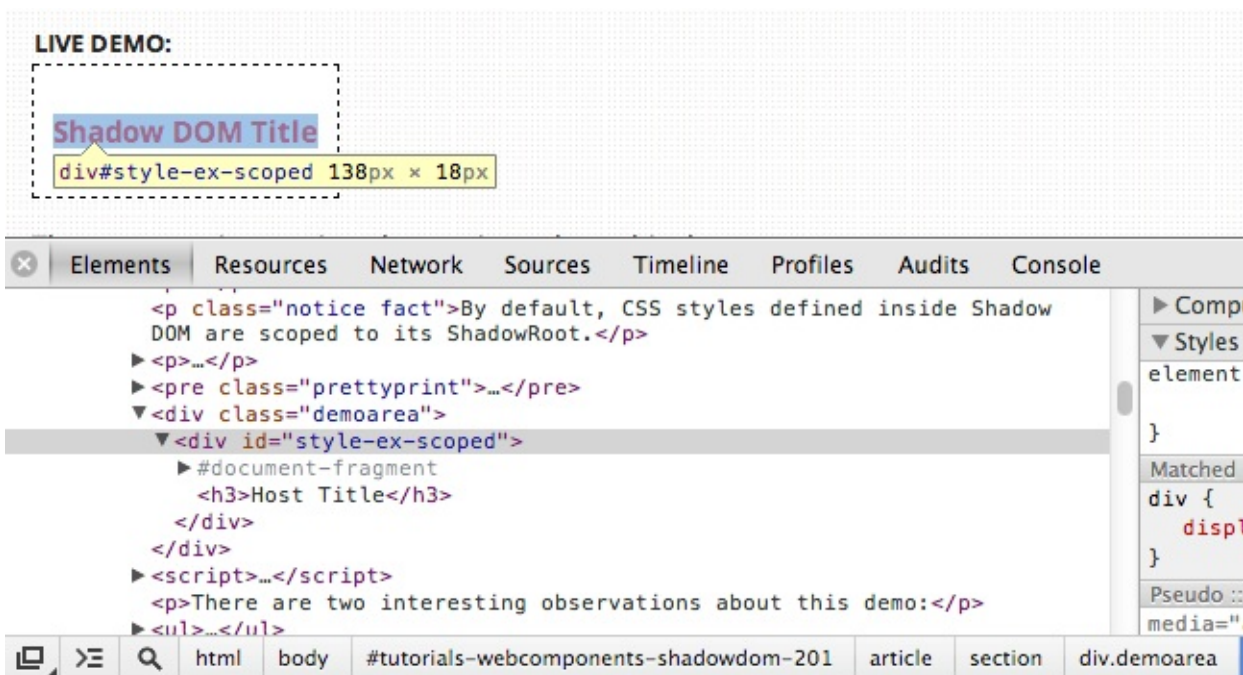 LIVE DEMO:
Shadow DOM Title
div#style-ex-scoped 138px × 18px
Elements Resources Network Sources Timeline Profiles Audits Console
<p class="notice fact">By default, CSS styles defined inside Shadow
DOM are scoped to its ShadowRoot.</p>
▶<p>…</p>
▶<pre class="prettyprint">…</pre>
▼<div class="demoarea">
▼<div id="style-ex-scoped">
▶#document-fragment
<h3>Host Title</h3>
</div>
</div>
▶<script>…</script>
<p>There are two interesting observations about this demo:</p>
▶<ul>…</ul>
▶ Compu
▼ Styles
element
}
Matched
div {
displ
}
Pseudo ::
media="
html body #tutorials-webcomponents-shadowdom-201 article section div.demoarea